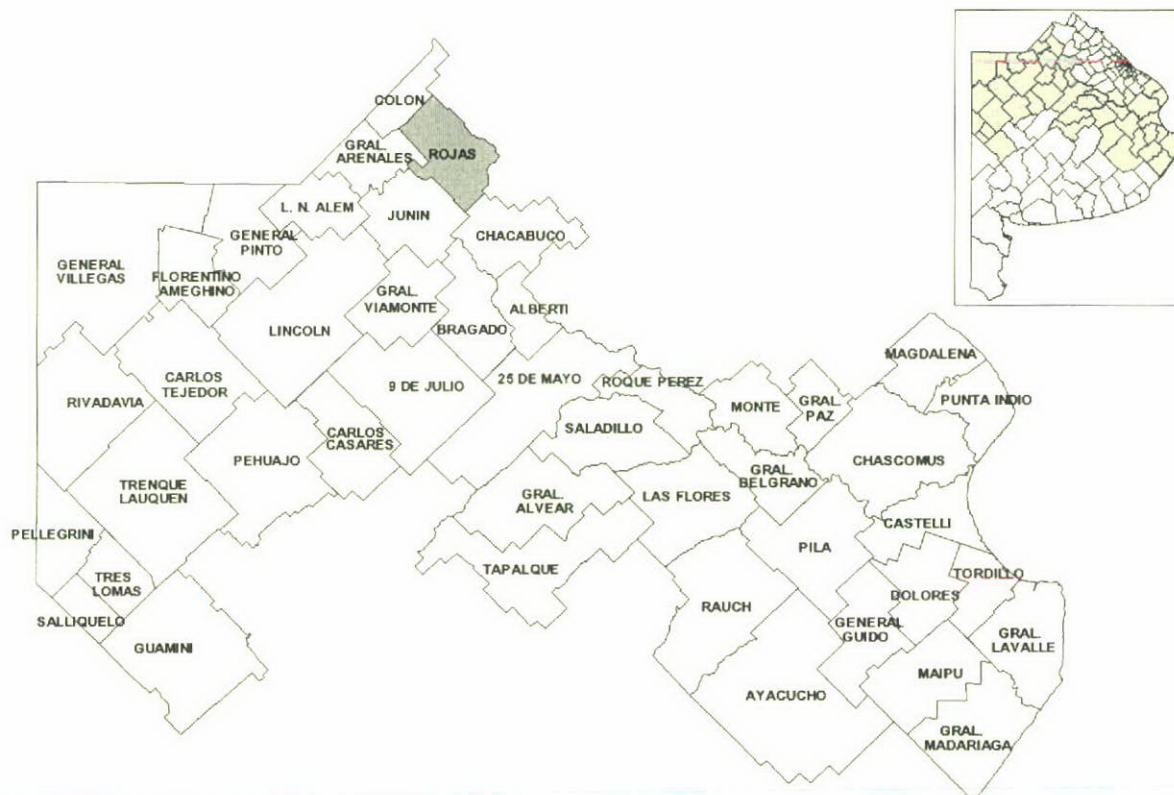 COLON
GRAL.
ARENALES
ROJAS
L. N. ALEM
JUNIN
CHACABUCO
GENERAL
PINTO
GENERAL
VILLEGAS
FLORENTINO
AMEGHINO
GRAL.
VIAMONTE
ALBERTI
LINCOLN
BRAGADO
MAGDALENA
CARLOS
TEJEDOR
9 DE JULIO
25 DE MAYO
ROQUE PEREZ
PUNTA INDIO
RIVADAVIA
MONTE
GRAL.
PAZ
SALADILLO
CARLOS
CASARES
PEHUAJO
CHASCOMUS
GRAL.
BELGRANO
TRENQUE
LAUQUEN
GRAL.
ALVEAR
LAS FLORES
CASTELLI
PELLEGRINI
PILA
TAPALQUE
TORDILLO
TRES
LOMAS
DOLORES
RAUCH
SALLIQUELO
GENERAL
GUIDO
GRAL.
LAVALLE
GUAMINI
MAIPU
AYACUCHO
GRAL.
MADARIAGA